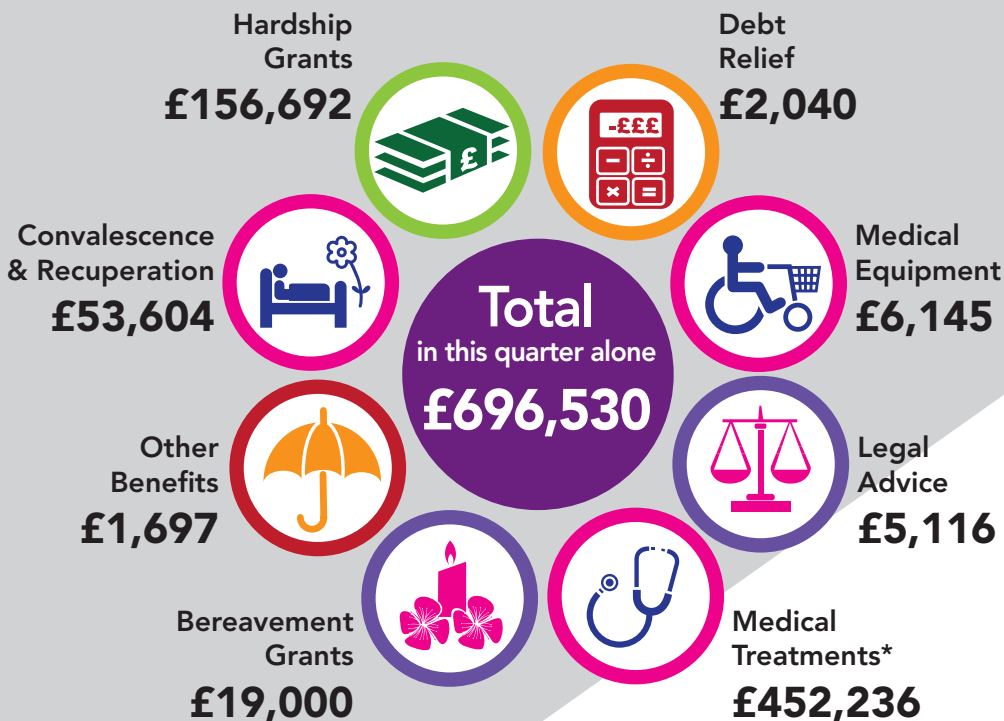 Hardship
Grants
£156,692
Debt
Relief
£2,040
-£££
£
Convalescence
& Recuperation
£53,604
Medical
Equipment
£6,145
Total
in this quarter alone
£696,530
Other
Benefits
£1,697
Legal
Advice
£5,116
Bereavement
Grants
£19,000
Medical
Treatments*
£452,236